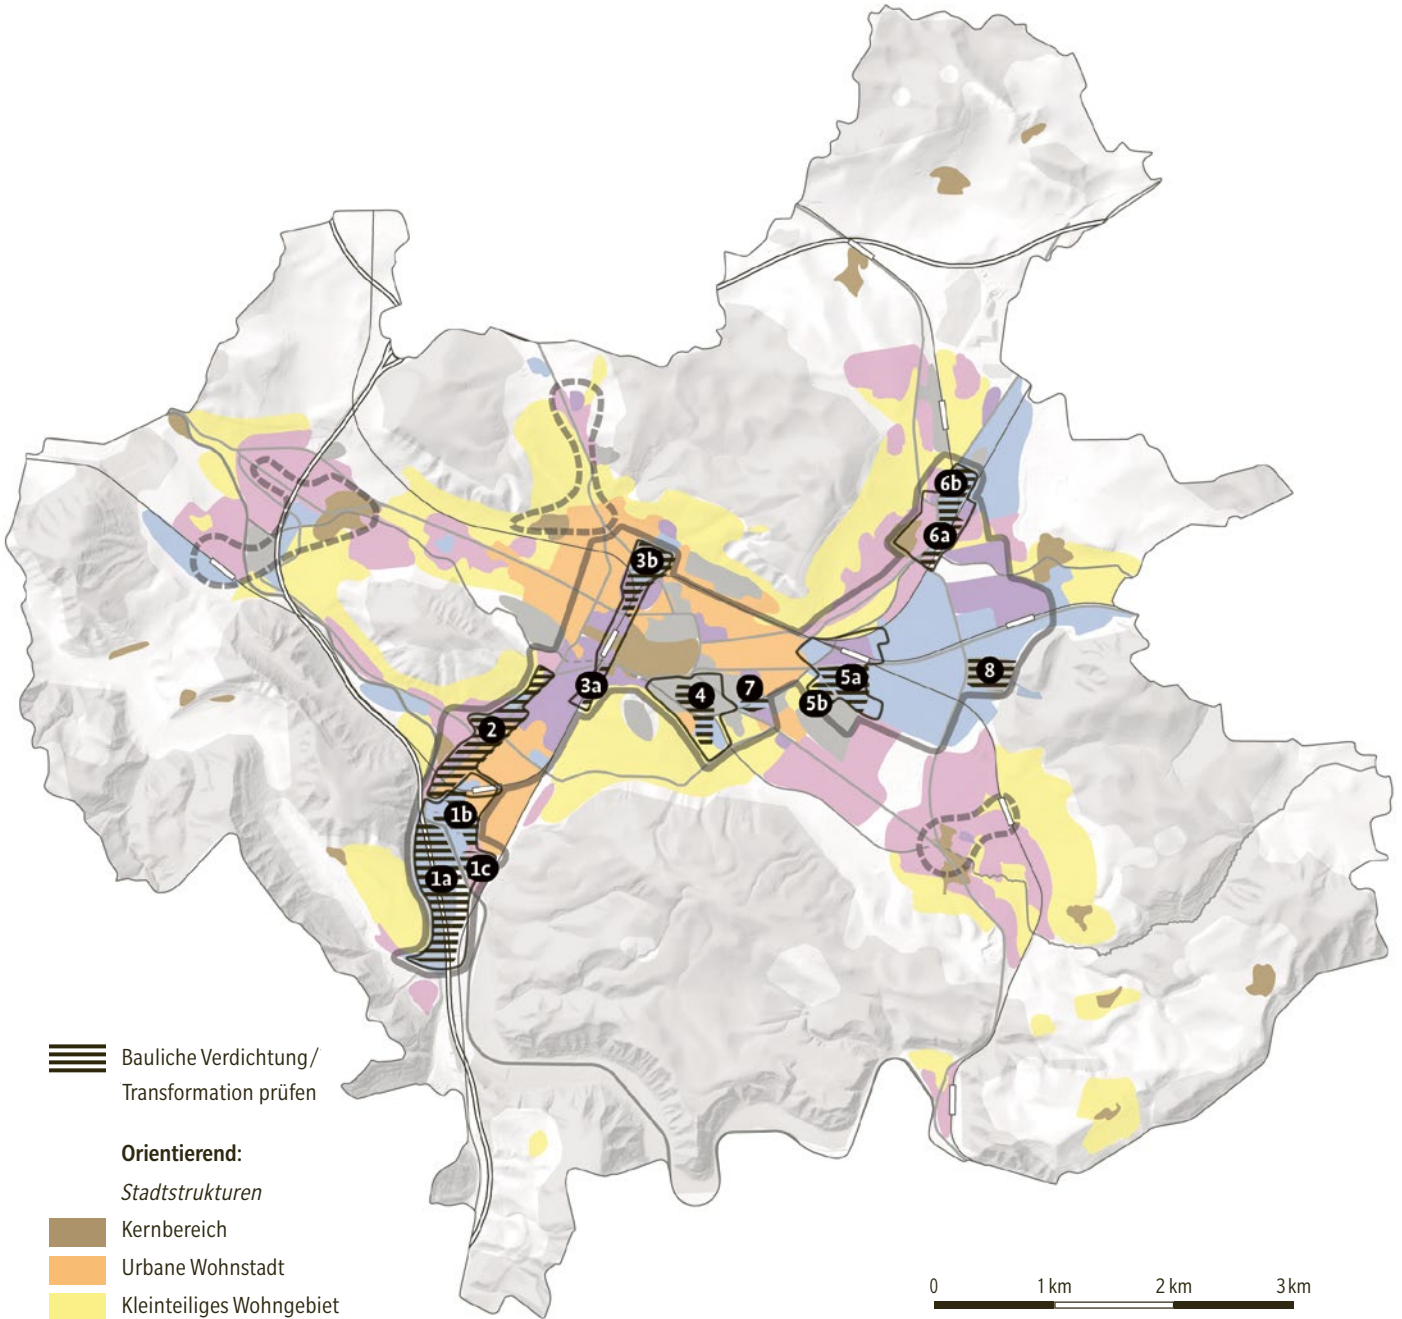 6b
6a
3b
3a
4
7
5a
5b
8
2
1b
1c
1a
Bauliche Verdichtung/
Transformation prüfen
Orientierend:
Stadtstrukturen
Kernbereich
Urbane Wohnstadt
Kleinteiliges Wohngebiet
0 1 km 2 km 3 km